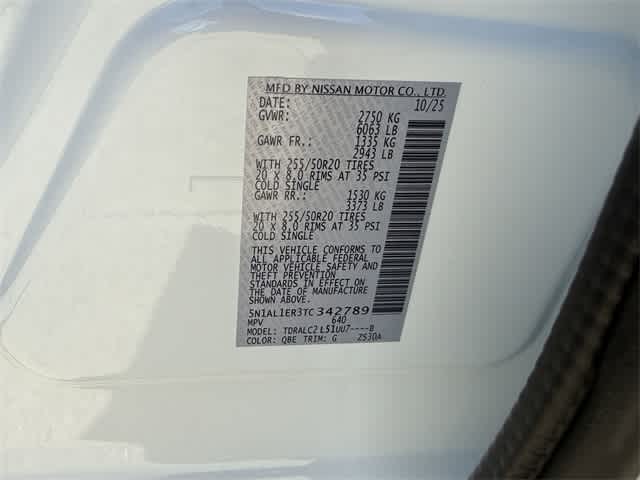 MFD BY NISSAN MOTOR CO., LTD.
DATE: 10/25
GVWR: 2750 KG
6063 LB
GAWR FR.: 1335 KG
2943 LB
WITH 255/50R20 TIRES
20 x 8.0 RIMS AT 35 PSI
COLD SINGLE
GAWR RR.: 1530 KG
3373 LB
WITH 255/50R20 TIRES
20 x 8.0 RIMS AT 35 PSI
COLD SINGLE
THIS VEHICLE CONFORMS TO
ALL APPLICABLE FEDERAL
MOTOR VEHICLE SAFETY AND
THEFT PREVENTION
STANDARDS IN EFFECT ON
THE DATE OF MANUFACTURE
SHOWN ABOVE.
5N1AL1ER3TC342789
MPV 640
MODEL: TDRALC2L51UU7----B
COLOR: QBE TRIM: G ZS30A